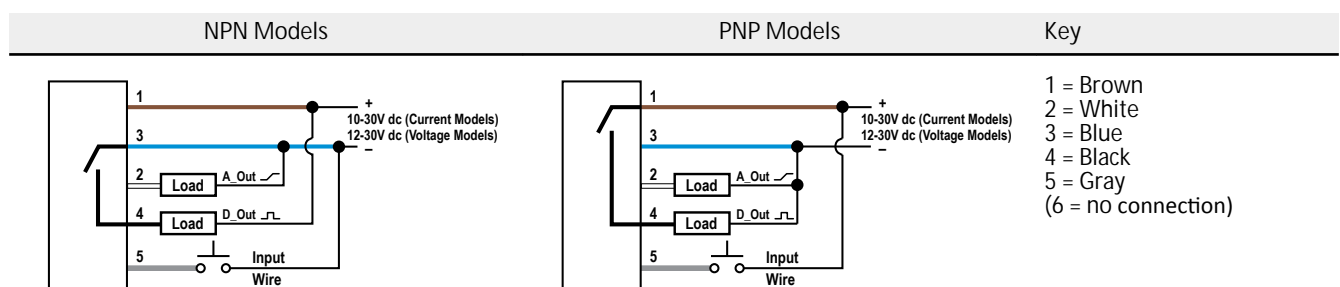 NPN Models
PNP Models
Key
1
+
10-30V dc (Current Models)
3
12-30V dc (Voltage Models)
–
2
Load
A_Out
4
Load
D_Out
5
Input
Wire
1
+
10-30V dc (Current Models)
3
12-30V dc (Voltage Models)
–
2
Load
A_Out
4
Load
D_Out
5
Input
Wire
1 = Brown
2 = White
3 = Blue
4 = Black
5 = Gray
(6 = no connection)